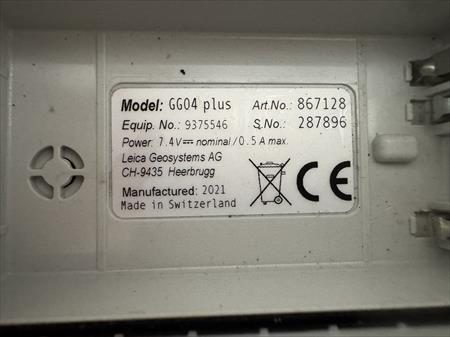 Model: GG04 plus Art.No.: 867128
Equip. No.: 9375546 S.No.: 287896
Power: 7.4V⎓ nominal/0.5A max.
Leica Geosystems AG
CH-9435 Heerbrugg
Manufactured: 2021
Made in Switzerland
CE